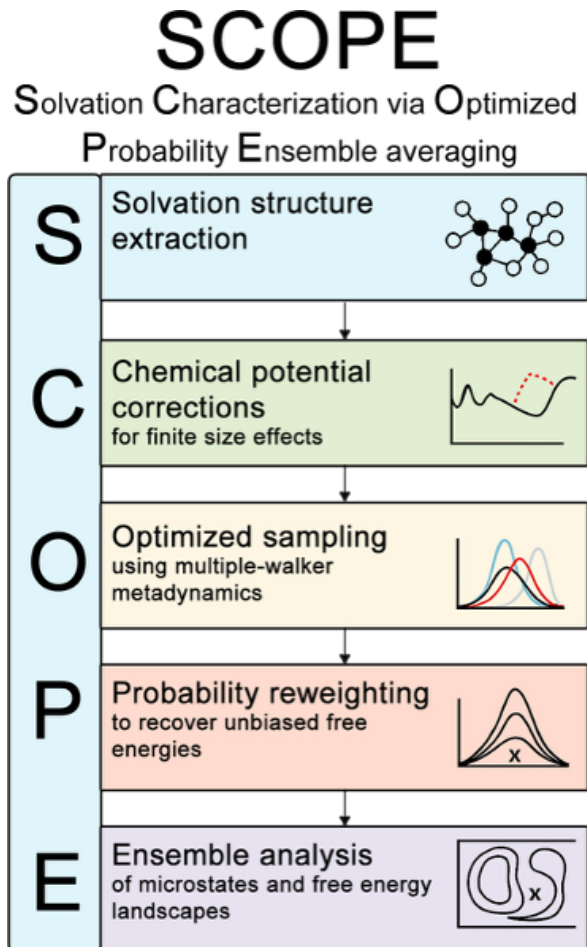 SCOPE
Solvation Characterization via Optimized
Probability Ensemble averaging
S
Solvation structure
extraction
C
Chemical potential
corrections
for finite size effects
O
Optimized sampling
using multiple-walker
metadynamics
P
Probability reweighting
to recover unbiased free
energies
x
E
Ensemble analysis
of microstates and free energy
landscapes
x